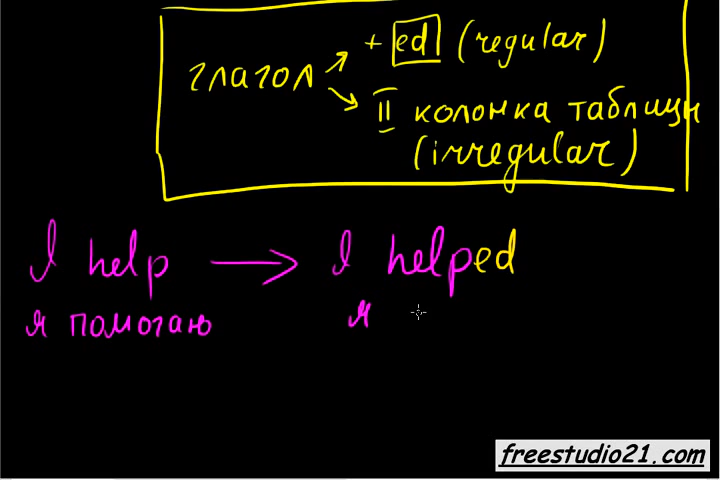 + ed (regular)
глагол
II колонка таблицы
(irregular)
I help → I helped
я помогаю я
freestudio21.com